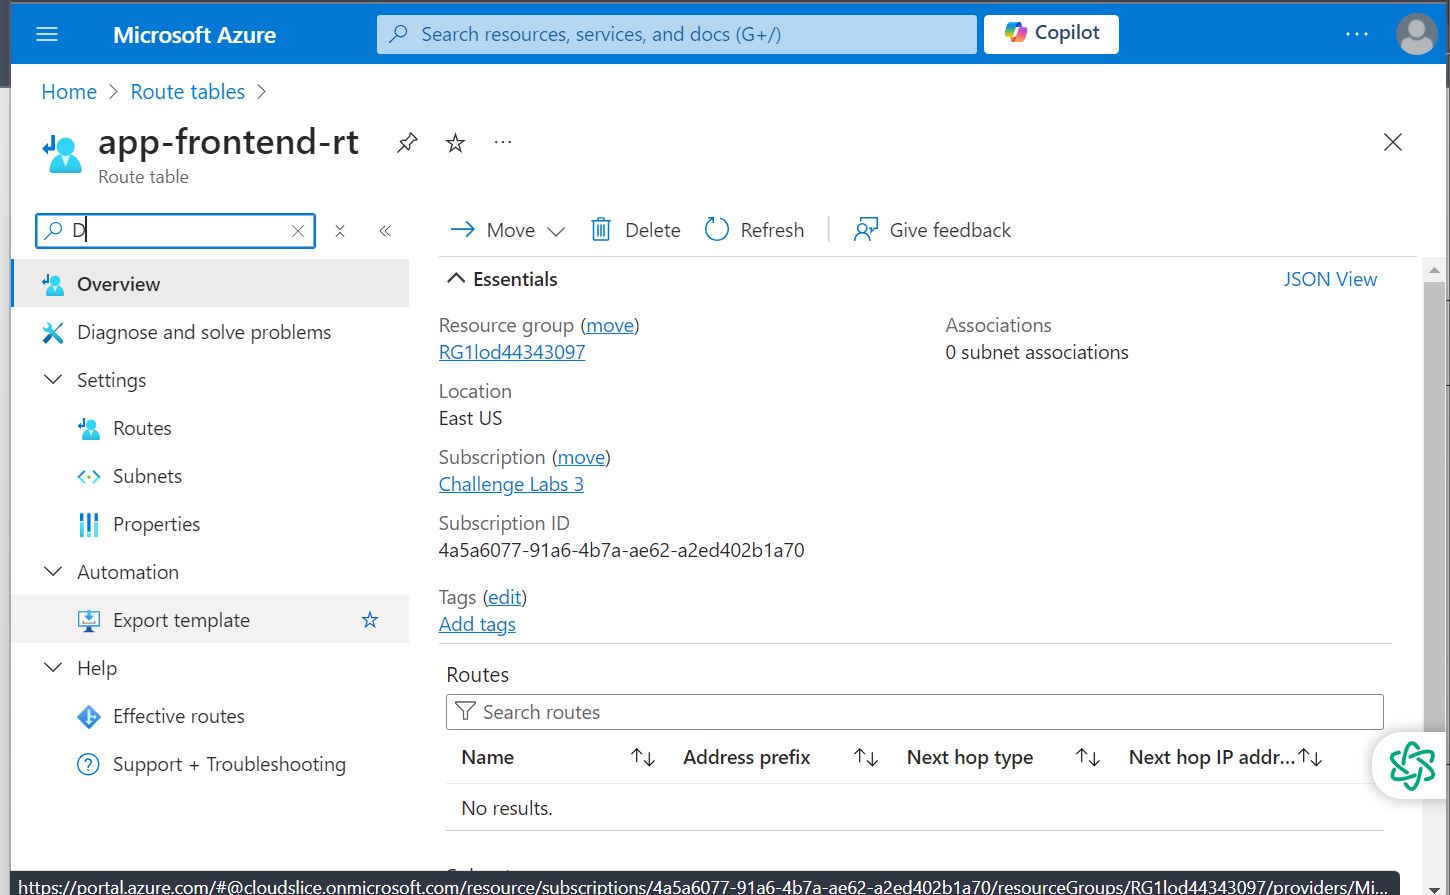 Microsoft Azure
Search resources, services, and docs (G+/)
Copilot
...
Home > Route tables >
app-frontend-rt
...
Route table
D
Move
Delete
Refresh
Give feedback
Overview
Diagnose and solve problems
Settings
Routes
Subnets
Properties
Automation
Export template
Help
Effective routes
Support + Troubleshooting
Essentials
JSON View
Resource group (move)
RG1lod44343097
Associations
0 subnet associations
Location
East US
Subscription (move)
Challenge Labs 3
Subscription ID
4a5a6077-91a6-4b7a-ae62-a2ed402b1a70
Tags (edit)
Add tags
Routes
Search routes
Name
Address prefix
Next hop type
Next hop IP addr...
No results.
https://portal.azure.com/#@cloudslice.onmicrosoft.com/resource/subscriptions/4a5a6077-91a6-4b7a-ae62-a2ed402b1a70/resourceGroups/RG1lod44343097/providers/Mi...